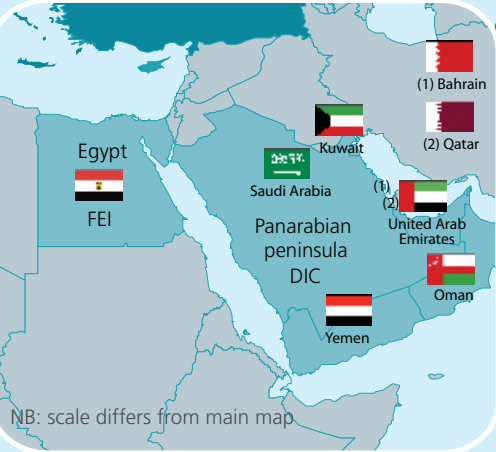 (1) Bahrain
(2) Qatar
Kuwait
Egypt
FEI
Saudi Arabia
(1)
(2)
United Arab
Emirates
Panarabian
peninsula
DIC
Oman
Yemen
NB: scale differs from main map